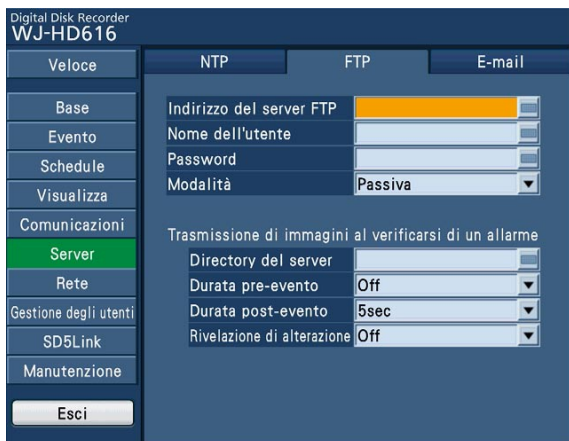 Digital Disk Recorder
WJ-HD616
Veloce
Base
Evento
Schedule
Visualizza
Comunicazioni
Server
Rete
Gestione degli utenti
SD5Link
Manutenzione
Esci
NTP FTP E-mail
Indirizzo del server FTP
Nome dell'utente
Password
Modalità Passiva
Trasmissione di immagini al verificarsi di un allarme
Directory del server
Durata pre-evento Off
Durata post-evento 5sec
Rivelazione di alterazione Off